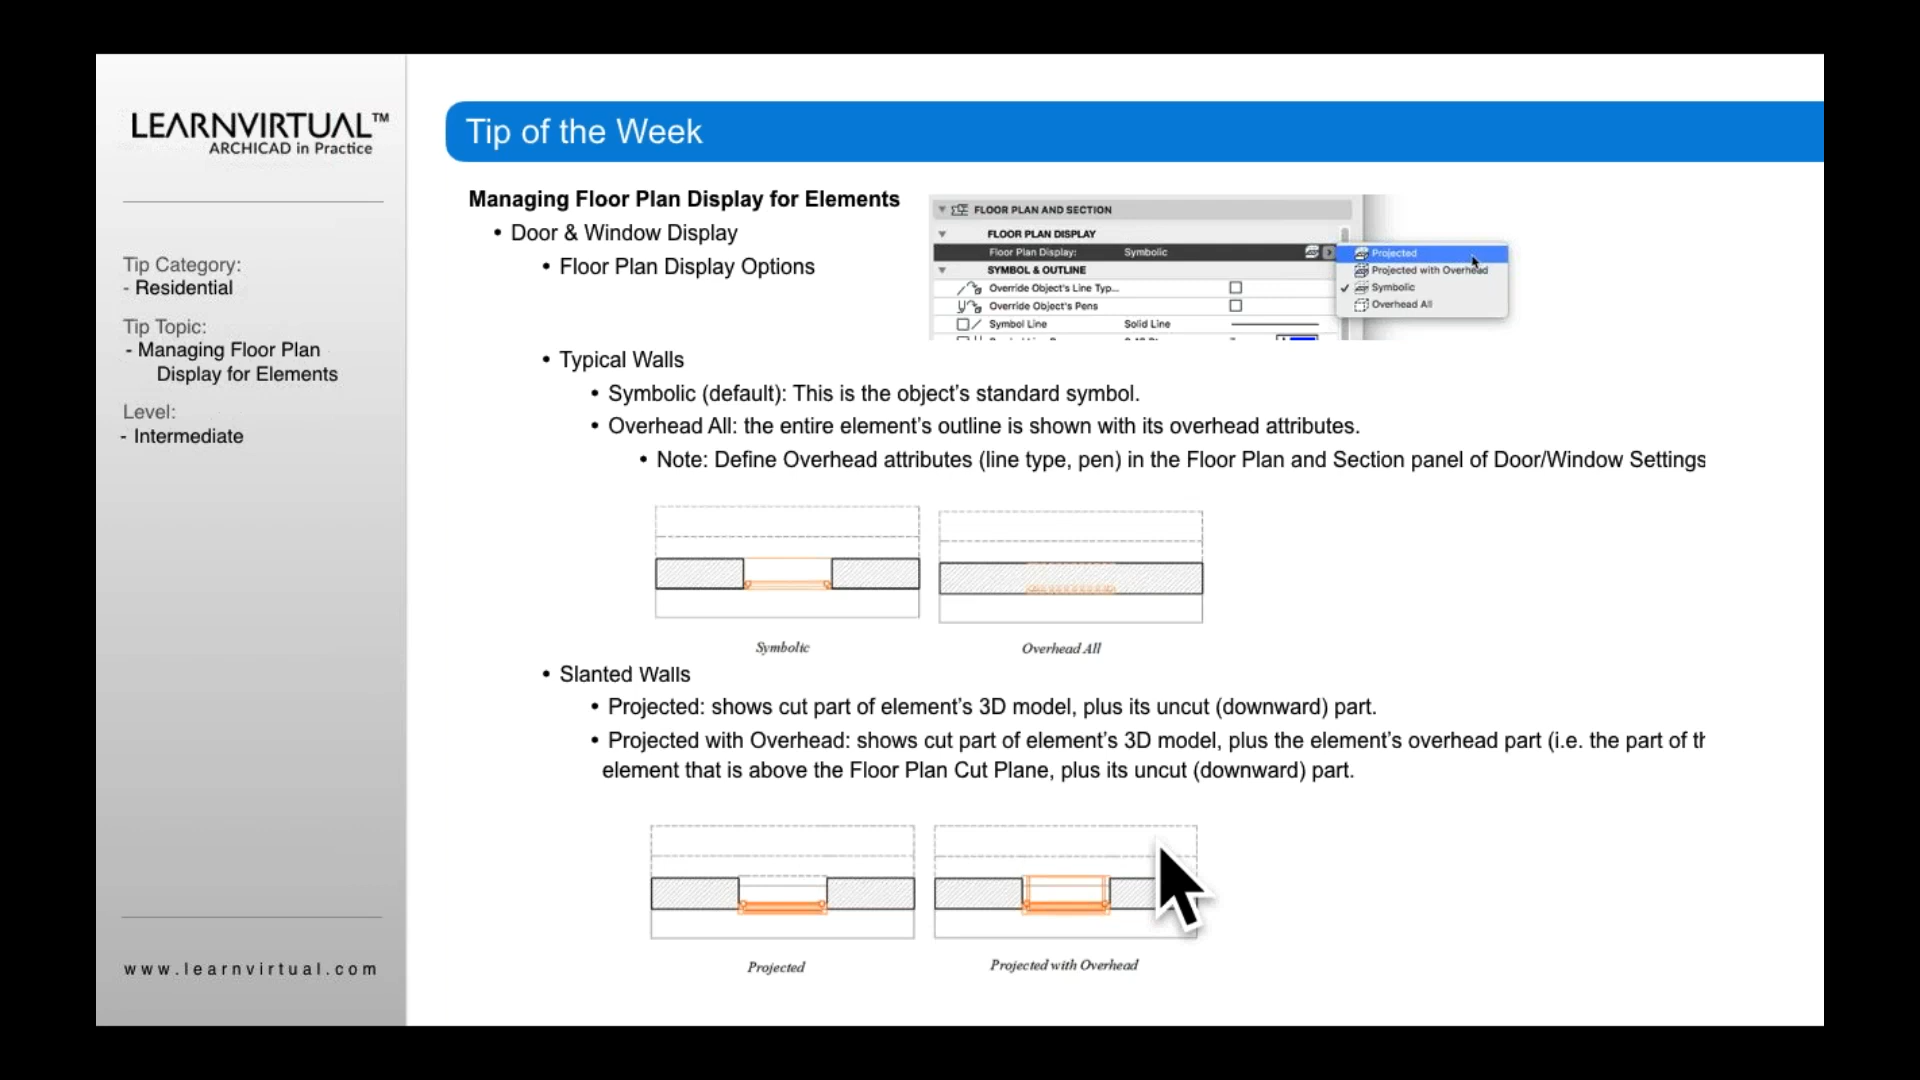 LEARNVIRTUAL™
ARCHICAD in Practice
Tip Category:
- Residential
Tip Topic:
- Managing Floor Plan
Display for Elements
Level:
- Intermediate
www.learnvirtual.com
Tip of the Week
Managing Floor Plan Display for Elements
• Door & Window Display
• Floor Plan Display Options
FLOOR PLAN AND SECTION
FLOOR PLAN DISPLAY
Floor Plan Display: Symbolic
SYMBOL & OUTLINE
Override Object's Line Typ...
Override Object's Pens
Symbol Line Solid Line
Projected
Projected with Overhead
✓ Symbolic
Overhead All
• Typical Walls
• Symbolic (default): This is the object’s standard symbol.
• Overhead All: the entire element’s outline is shown with its overhead attributes.
• Note: Define Overhead attributes (line type, pen) in the Floor Plan and Section panel of Door/Window Settings
Symbolic
Overhead All
• Slanted Walls
• Projected: shows cut part of element’s 3D model, plus its uncut (downward) part.
• Projected with Overhead: shows cut part of element’s 3D model, plus the element’s overhead part (i.e. the part of th
element that is above the Floor Plan Cut Plane, plus its uncut (downward) part.
Projected
Projected with Overhead